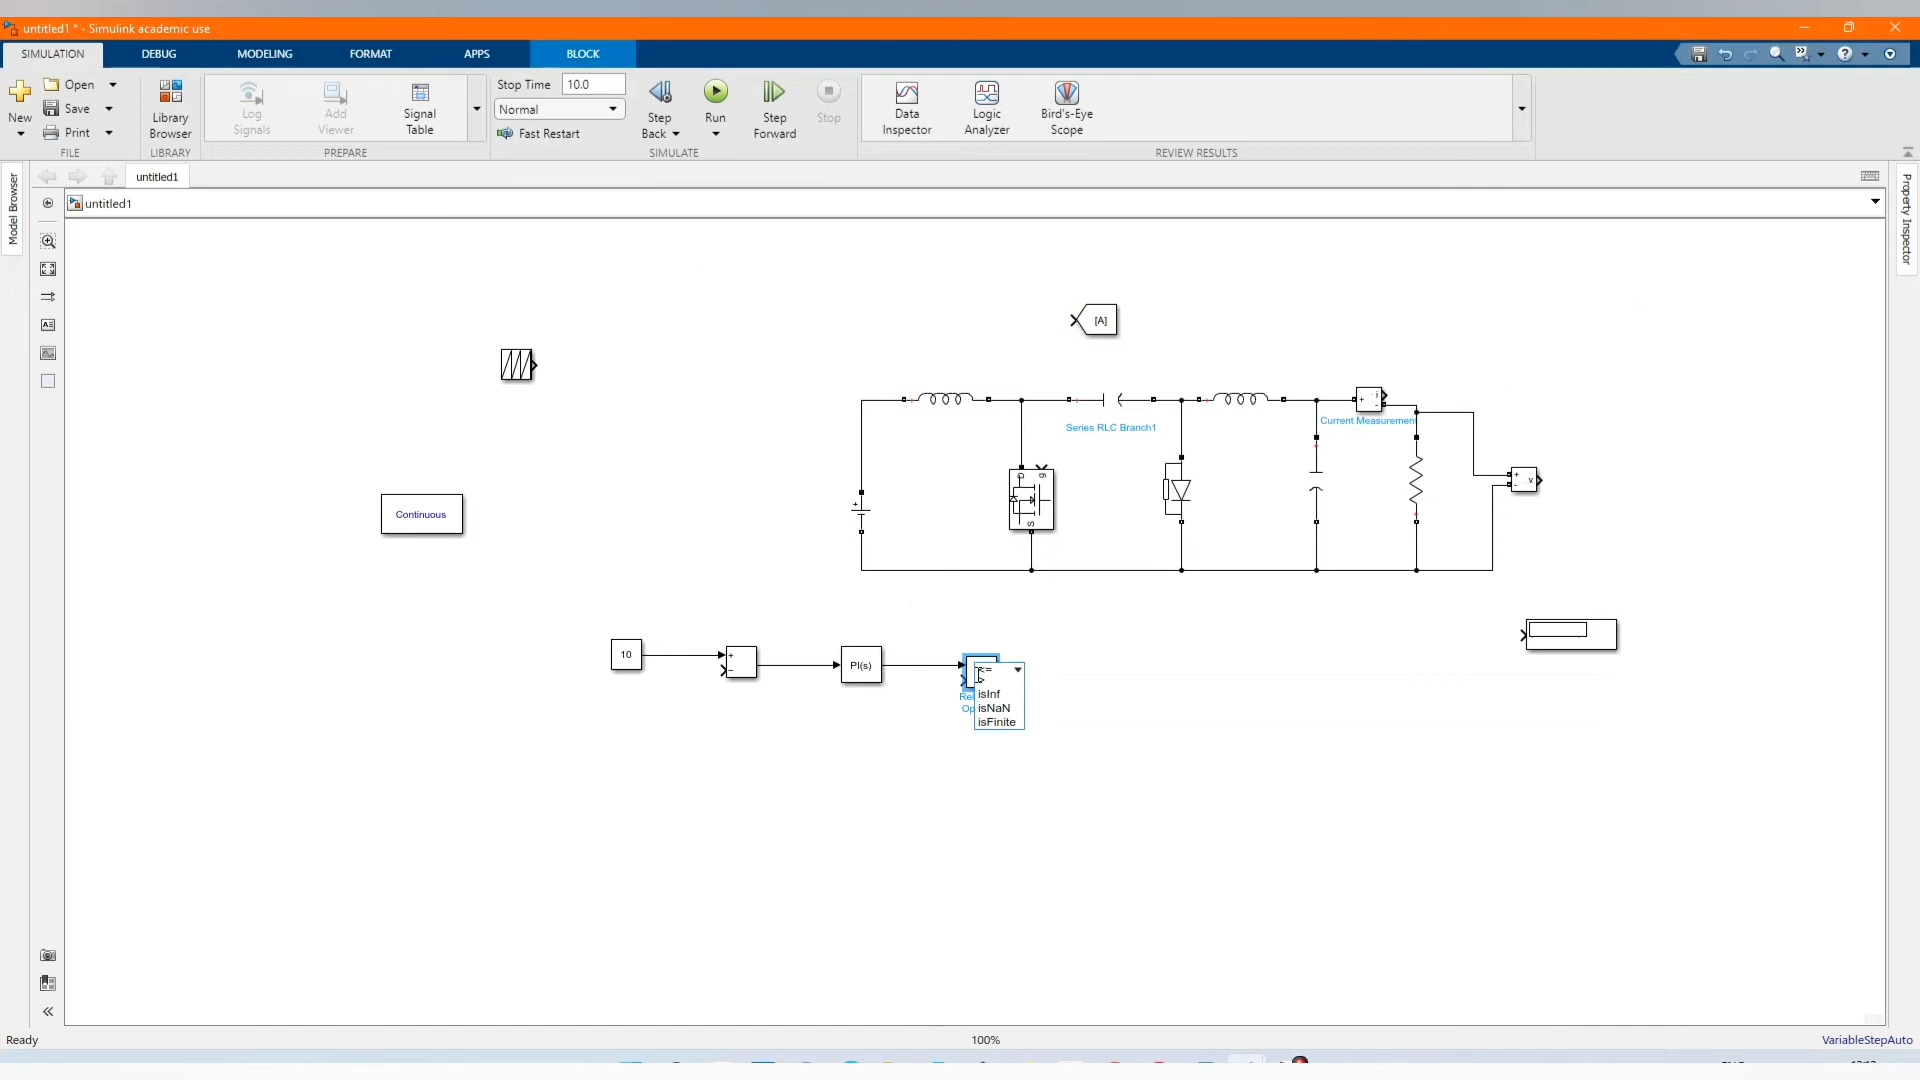 untitled1 * - Simulink academic use
SIMULATION DEBUG MODELING FORMAT APPS BLOCK
New
Open
Save
Print
FILE
Library Browser
LIBRARY
Log Signals
Add Viewer
Signal Table
PREPARE
Stop Time 10.0
Normal
Fast Restart
Step Back
Run
Step Forward
Stop
SIMULATE
Data Inspector
Logic Analyzer
Bird's-Eye Scope
REVIEW RESULTS
Model Browser
untitled1
untitled1
Property Inspector
[A]
Current Measurement
Series RLC Branch1
+ i -
g
S
+
+ v -
Continuous
10
+
-
PI(s)
isInf
isNaN
isFinite
Ready
100%
VariableStepAuto